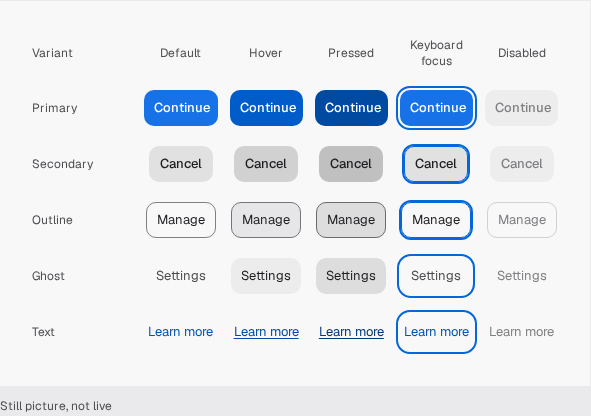 Variant Default Hover Pressed Keyboard focus Disabled
Primary Continue Continue Continue Continue Continue
Secondary Cancel Cancel Cancel Cancel Cancel
Outline Manage Manage Manage Manage Manage
Ghost Settings Settings Settings Settings Settings
Text Learn more Learn more Learn more Learn more Learn more
Still picture, not live